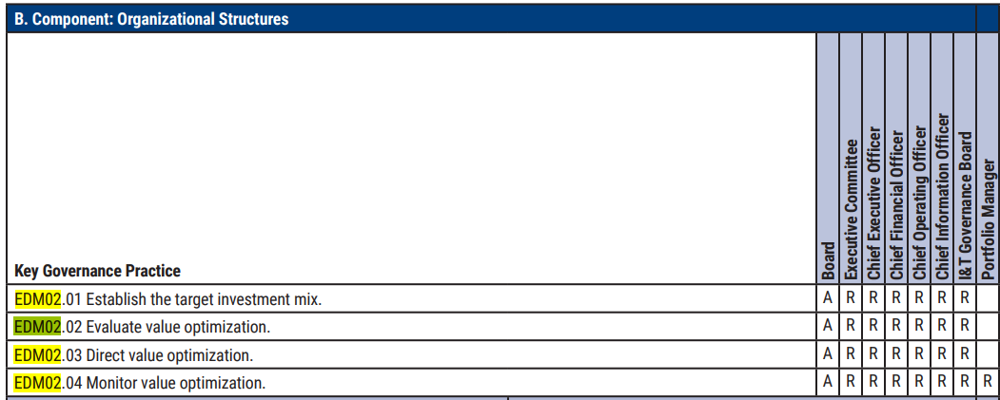 B. Component: Organizational Structures
Key Governance Practice
Board
Executive Committee
Chief Executive Officer
Chief Financial Officer
Chief Operating Officer
Chief Information Officer
I&T Governance Board
Portfolio Manager
EDM02.01 Establish the target investment mix. A R R R R R R
EDM02.02 Evaluate value optimization. A R R R R R R
EDM02.03 Direct value optimization. A R R R R R R
EDM02.04 Monitor value optimization. A R R R R R R R